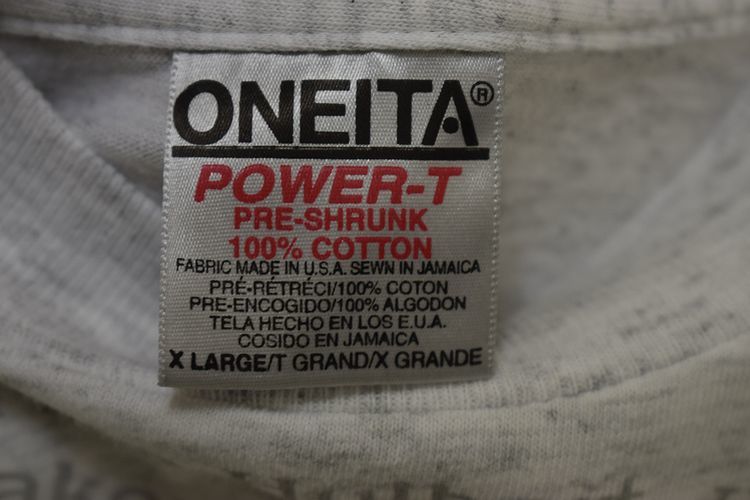 ONEITA®
POWER-T
PRE-SHRUNK
100% COTTON
FABRIC MADE IN U.S.A. SEWN IN JAMAICA
PRÉ-RÉTRÉCI/100% COTON
PRE-ENCOGIDO/100% ALGODON
TELA HECHO EN LOS E.U.A.
COSIDO EN JAMAICA
X LARGE/T GRAND/X GRANDE